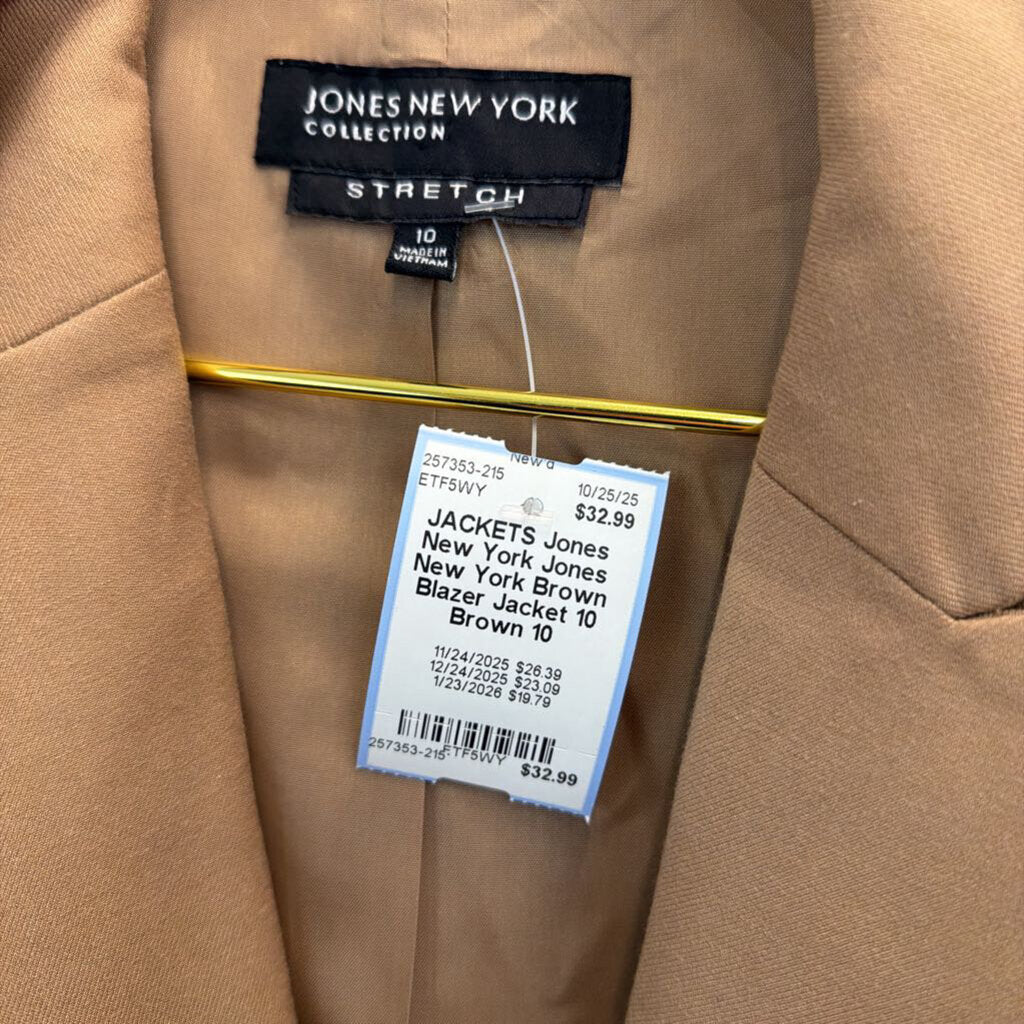 JONES NEW YORK
COLLECTION
STRETCH
10
MADE IN
VIETNAM
257353-215
ETF5WY
10/25/25
$32.99
JACKETS Jones
New York Jones
New York Brown
Blazer Jacket 10
Brown 10
11/24/2025 $26.39
12/24/2025 $23.09
1/23/2026 $19.79
257353-215-ETF5WY
$32.99